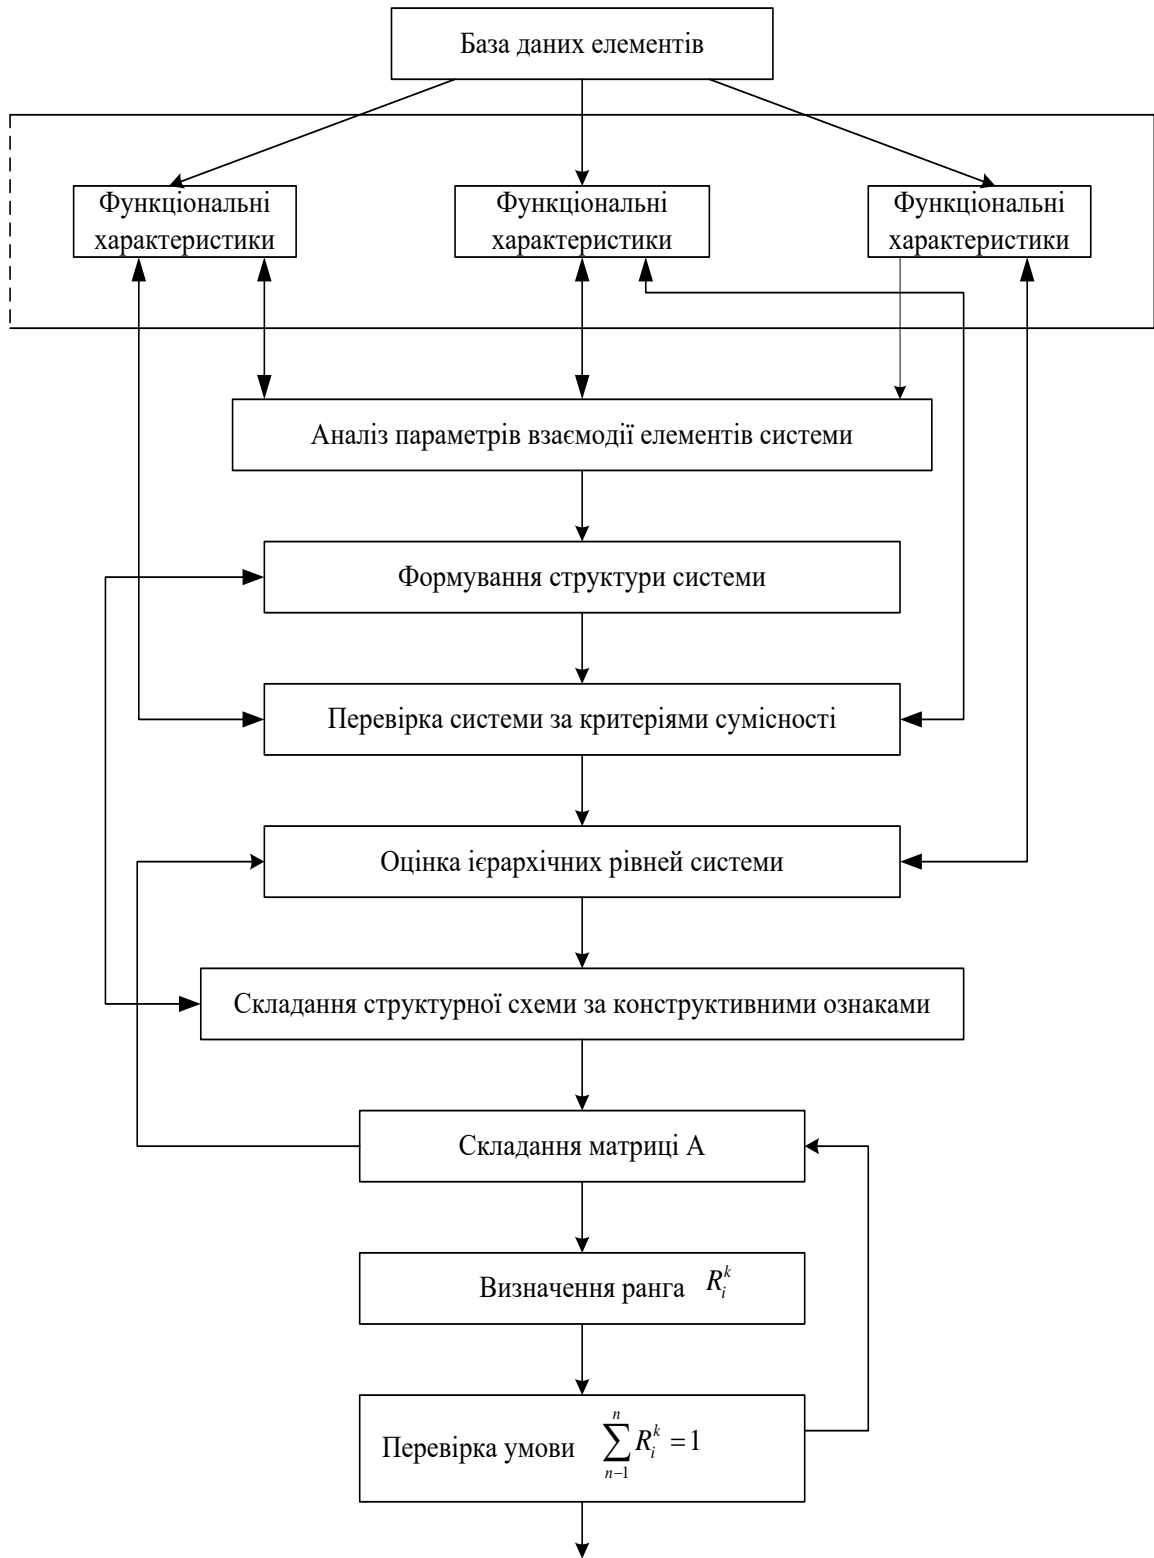 База даних елементів
Функціональні
характеристики
Функціональні
характеристики
Функціональні
характеристики
Аналіз параметрів взаємодії елементів системи
Формування структури системи
Перевірка системи за критеріями сумісності
Оцінка ієрархічних рівней системи
Складання структурної схеми за конструктивними ознаками
Складання матриці А
Визначення ранга $R_i^k$
Перевірка умови $\sum_{n-1}^{n} R_i^k = 1$